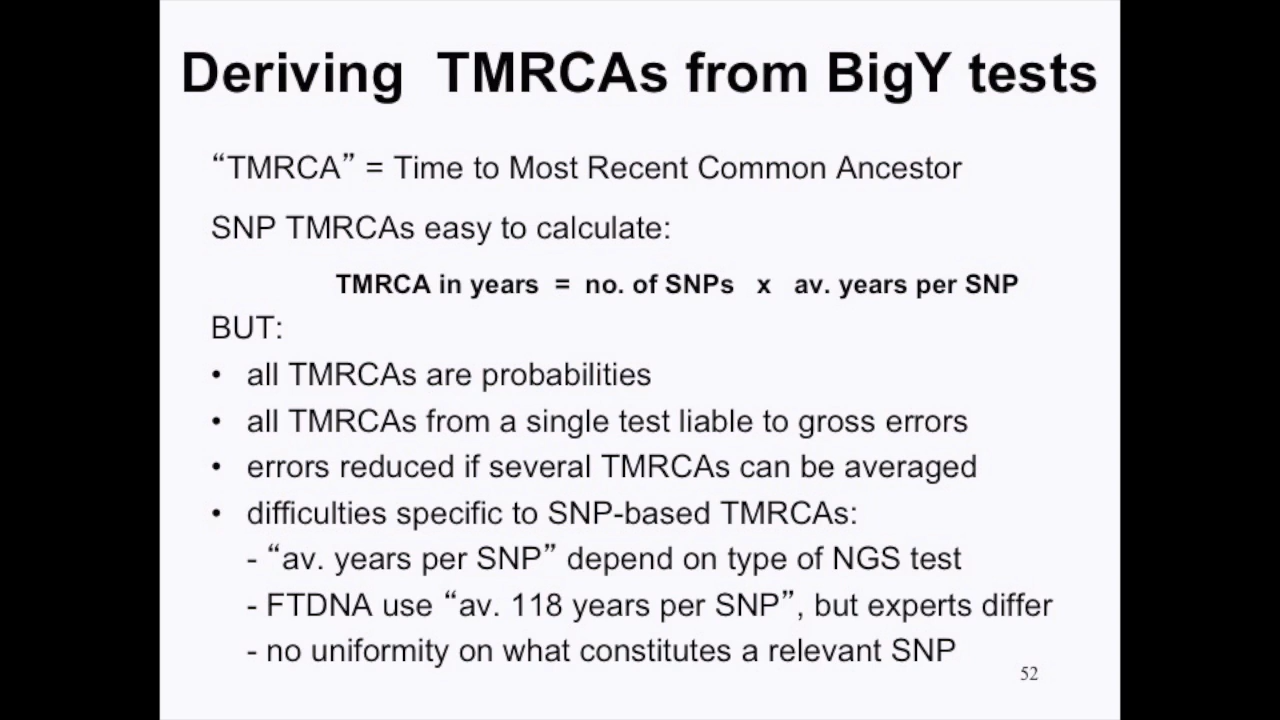 Deriving TMRCAs from BigY tests
“TMRCA” = Time to Most Recent Common Ancestor
SNP TMRCAs easy to calculate:
TMRCA in years = no. of SNPs x av. years per SNP
BUT:
• all TMRCAs are probabilities
• all TMRCAs from a single test liable to gross errors
• errors reduced if several TMRCAs can be averaged
• difficulties specific to SNP-based TMRCAs:
- “av. years per SNP” depend on type of NGS test
- FTDNA use “av. 118 years per SNP”, but experts differ
- no uniformity on what constitutes a relevant SNP
52